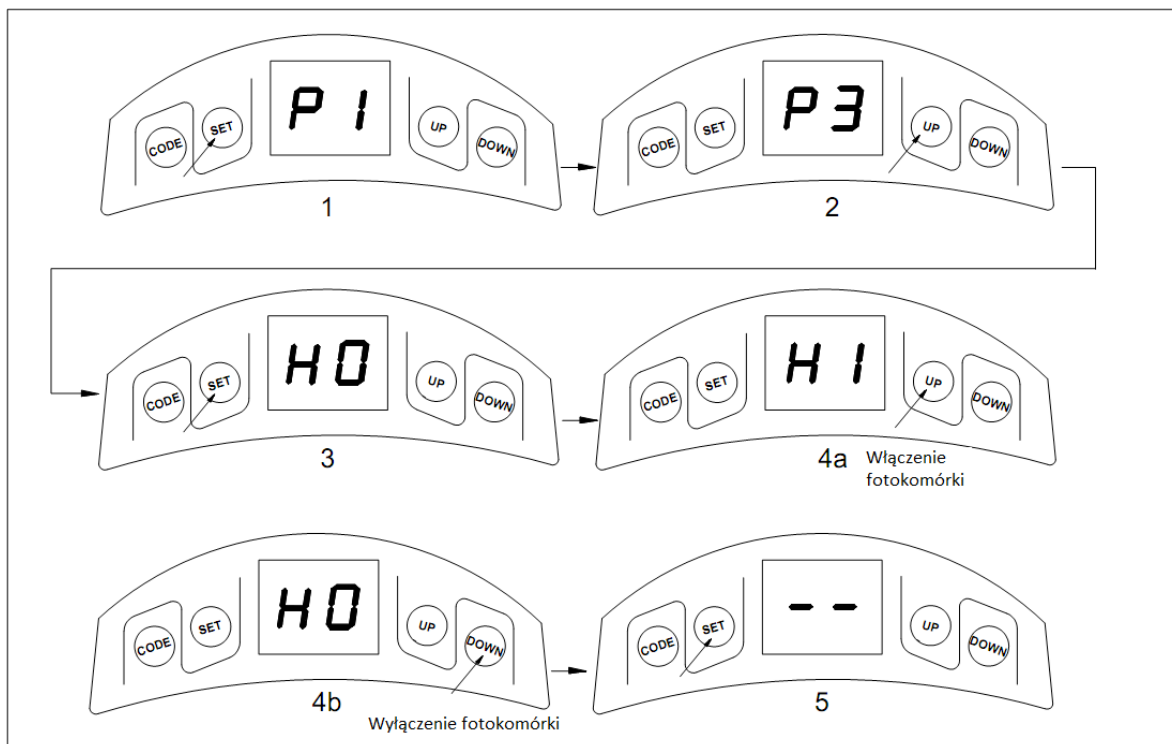 P1
CODE SET UP DOWN
1
P3
CODE SET UP DOWN
2
H0
CODE SET UP DOWN
3
H1
CODE SET UP DOWN
4a
Włączenie
fotokomórki
H0
CODE SET UP DOWN
4b
Wyłączenie fotokomórki
--
CODE SET UP DOWN
5